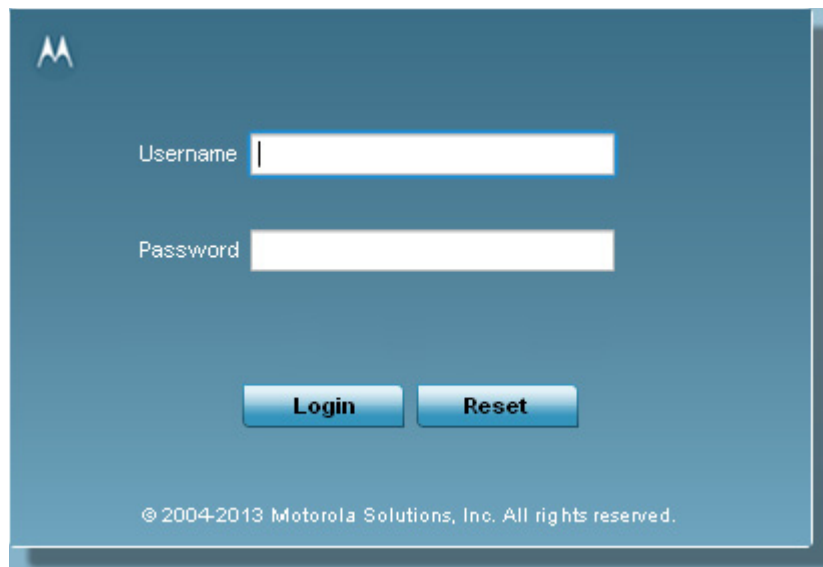 Username
Password
Login Reset
© 2004-2013 Motorola Solutions, Inc. All rights reserved.